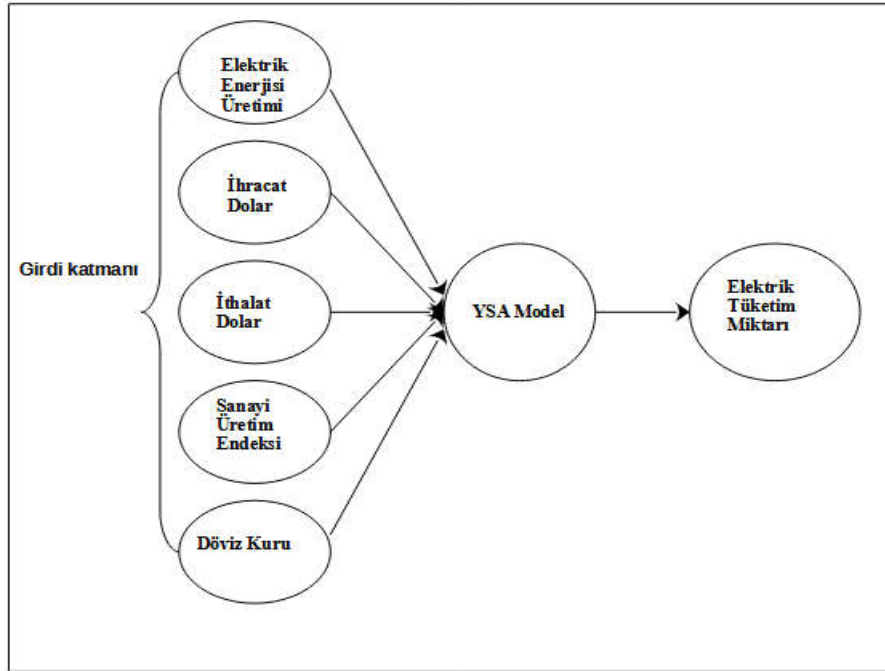 Elektrik
Enerjisi
Üretimi
İhracat
Dolar
Girdi katmanı
İthalat
Dolar
Sanayi
Üretim
Endeksi
Döviz Kuru
YSA Model
Elektrik
Tüketim
Miktarı